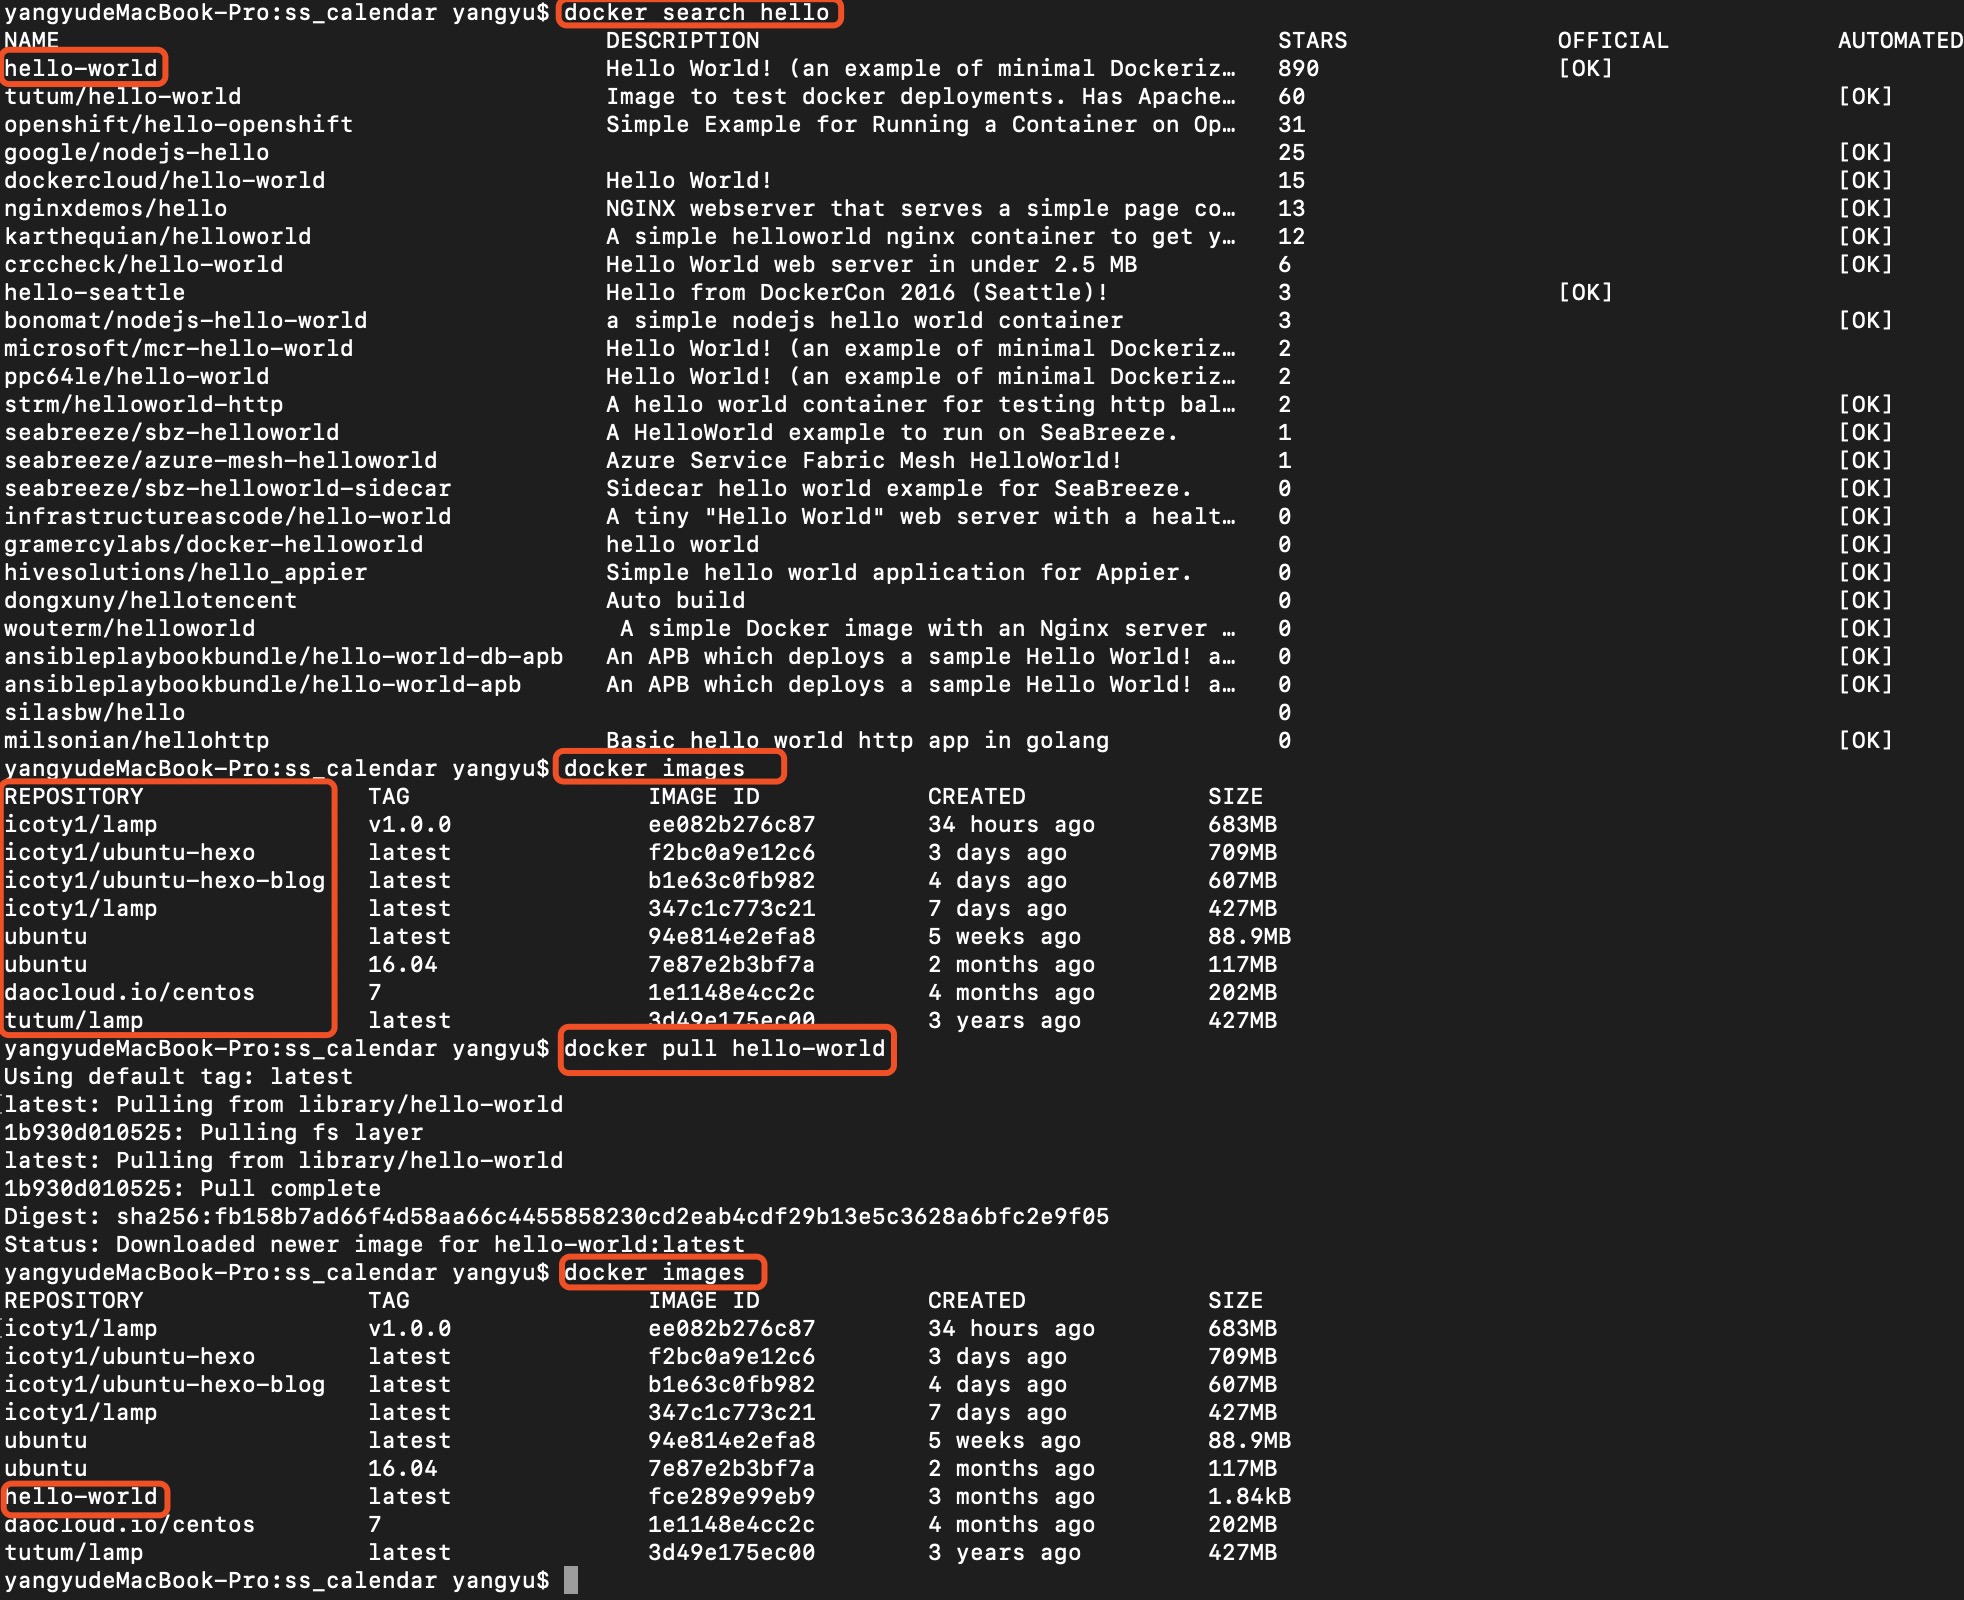 yangyudeMacBook-Pro:ss_calendar yangyu$ docker search hello
NAME DESCRIPTION STARS OFFICIAL AUTOMATED
hello-world Hello World! (an example of minimal Dockeriz… 890 [OK]
tutum/hello-world Image to test docker deployments. Has Apache… 60 [OK]
openshift/hello-openshift Simple Example for Running a Container on Op… 31
google/nodejs-hello 25 [OK]
dockercloud/hello-world Hello World! 15 [OK]
nginxdemos/hello NGINX webserver that serves a simple page co… 13 [OK]
karthequian/helloworld A simple helloworld nginx container to get y… 12 [OK]
crccheck/hello-world Hello World web server in under 2.5 MB 6 [OK]
hello-seattle Hello from DockerCon 2016 (Seattle)! 3 [OK]
bonomat/nodejs-hello-world a simple nodejs hello world container 3 [OK]
microsoft/mcr-hello-world Hello World! (an example of minimal Dockeriz… 2
ppc64le/hello-world Hello World! (an example of minimal Dockeriz… 2
strm/helloworld-http A hello world container for testing http bal… 2 [OK]
seabreeze/sbz-helloworld A HelloWorld example to run on SeaBreeze. 1 [OK]
seabreeze/azure-mesh-helloworld Azure Service Fabric Mesh HelloWorld! 1 [OK]
seabreeze/sbz-helloworld-sidecar Sidecar hello world example for SeaBreeze. 0 [OK]
infrastructureascode/hello-world A tiny "Hello World" web server with a healt… 0 [OK]
gramercylabs/docker-helloworld hello world 0 [OK]
hivesolutions/hello_appier Simple hello world application for Appier. 0 [OK]
dongxuny/hellotencent Auto build 0 [OK]
wouterm/helloworld A simple Docker image with an Nginx server … 0 [OK]
ansibleplaybookbundle/hello-world-db-apb An APB which deploys a sample Hello World! a… 0 [OK]
ansibleplaybookbundle/hello-world-apb An APB which deploys a sample Hello World! a… 0 [OK]
silasbw/hello 0
milsonian/hellohttp Basic hello world http app in golang 0 [OK]
yangyudeMacBook-Pro:ss_calendar yangyu$ docker images
REPOSITORY TAG IMAGE ID CREATED SIZE
icoty1/lamp v1.0.0 ee082b276c87 34 hours ago 683MB
icoty1/ubuntu-hexo latest f2bc0a9e12c6 3 days ago 709MB
icoty1/ubuntu-hexo-blog latest b1e63c0fb982 4 days ago 607MB
icoty1/lamp latest 347c1c773c21 7 days ago 427MB
ubuntu latest 94e814e2efa8 5 weeks ago 88.9MB
ubuntu 16.04 7e87e2b3bf7a 2 months ago 117MB
daocloud.io/centos 7 1e1148e4cc2c 4 months ago 202MB
tutum/lamp latest 3d49e175ec00 3 years ago 427MB
yangyudeMacBook-Pro:ss_calendar yangyu$ docker pull hello-world
Using default tag: latest
latest: Pulling from library/hello-world
1b930d010525: Pulling fs layer
latest: Pulling from library/hello-world
1b930d010525: Pull complete
Digest: sha256:fb158b7ad66f4d58aa66c4455858230cd2eab4cdf29b13e5c3628a6bfc2e9f05
Status: Downloaded newer image for hello-world:latest
yangyudeMacBook-Pro:ss_calendar yangyu$ docker images
REPOSITORY TAG IMAGE ID CREATED SIZE
icoty1/lamp v1.0.0 ee082b276c87 34 hours ago 683MB
icoty1/ubuntu-hexo latest f2bc0a9e12c6 3 days ago 709MB
icoty1/ubuntu-hexo-blog latest b1e63c0fb982 4 days ago 607MB
icoty1/lamp latest 347c1c773c21 7 days ago 427MB
ubuntu latest 94e814e2efa8 5 weeks ago 88.9MB
ubuntu 16.04 7e87e2b3bf7a 2 months ago 117MB
hello-world latest fce289e99eb9 3 months ago 1.84kB
daocloud.io/centos 7 1e1148e4cc2c 4 months ago 202MB
tutum/lamp latest 3d49e175ec00 3 years ago 427MB
yangyudeMacBook-Pro:ss_calendar yangyu$